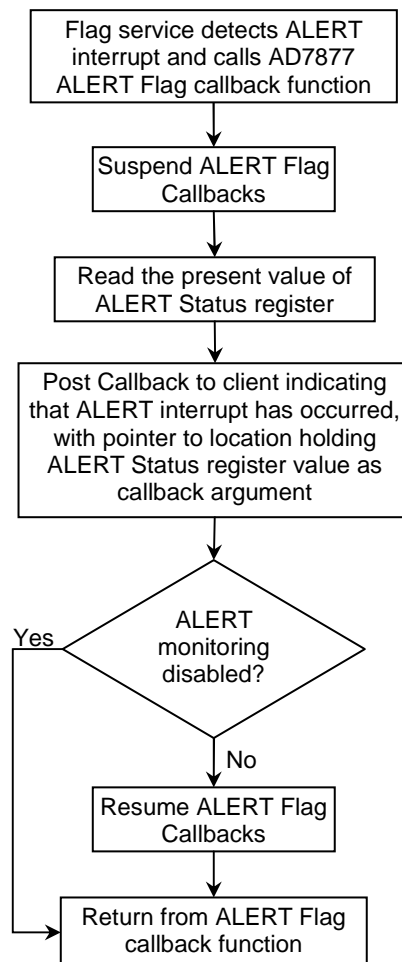 Flag service detects ALERT
interrupt and calls AD7877
ALERT Flag callback function
Suspend ALERT Flag
Callbacks
Read the present value of
ALERT Status register
Post Callback to client indicating
that ALERT interrupt has occurred,
with pointer to location holding
ALERT Status register value as
callback argument
ALERT
Yes
monitoring
disabled?
No
Resume ALERT Flag
Callbacks
Return from ALERT Flag
callback function